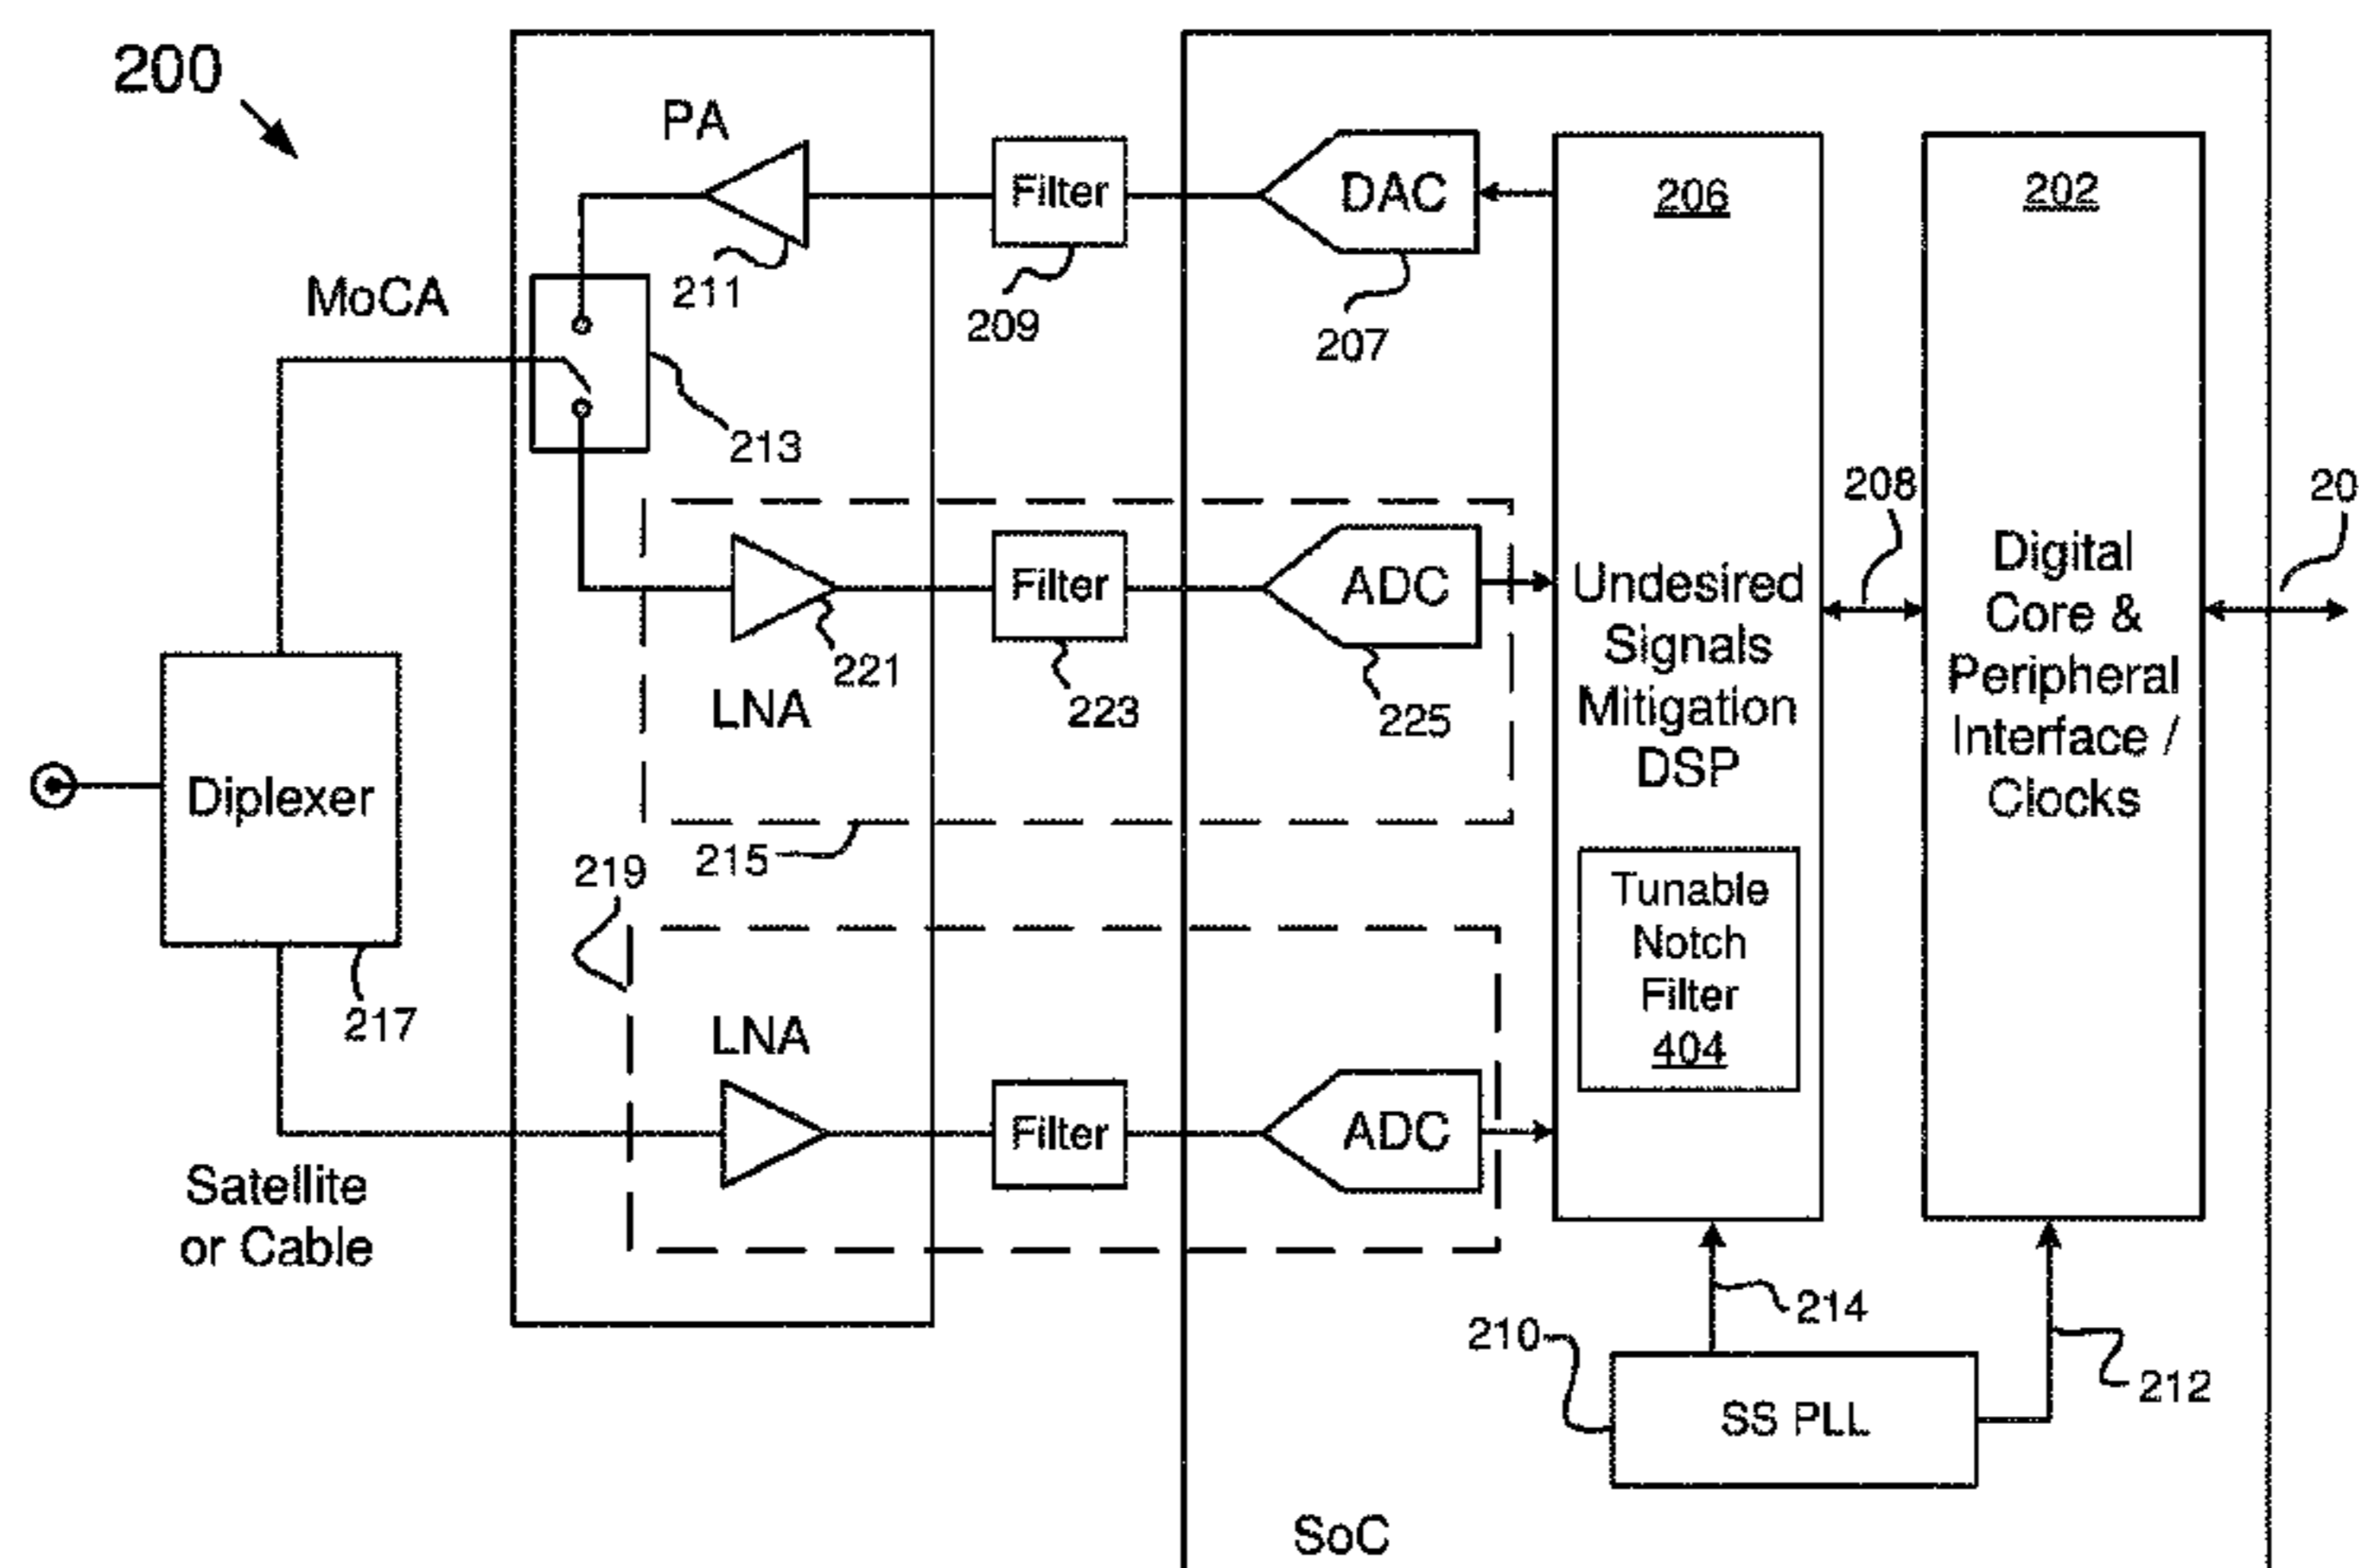 200
PA
Filter
DAC
206
202
211
209
207
MoCA
213
208
20
LNA
221
Filter
223
ADC
225
Undesired
Signals
Mitigation
DSP
Digital
Core &
Peripheral
Interface /
Clocks
Diplexer
217
215
219
Tunable
Notch
Filter
404
LNA
Filter
ADC
Satellite
or Cable
214
210
SS PLL
212
SoC